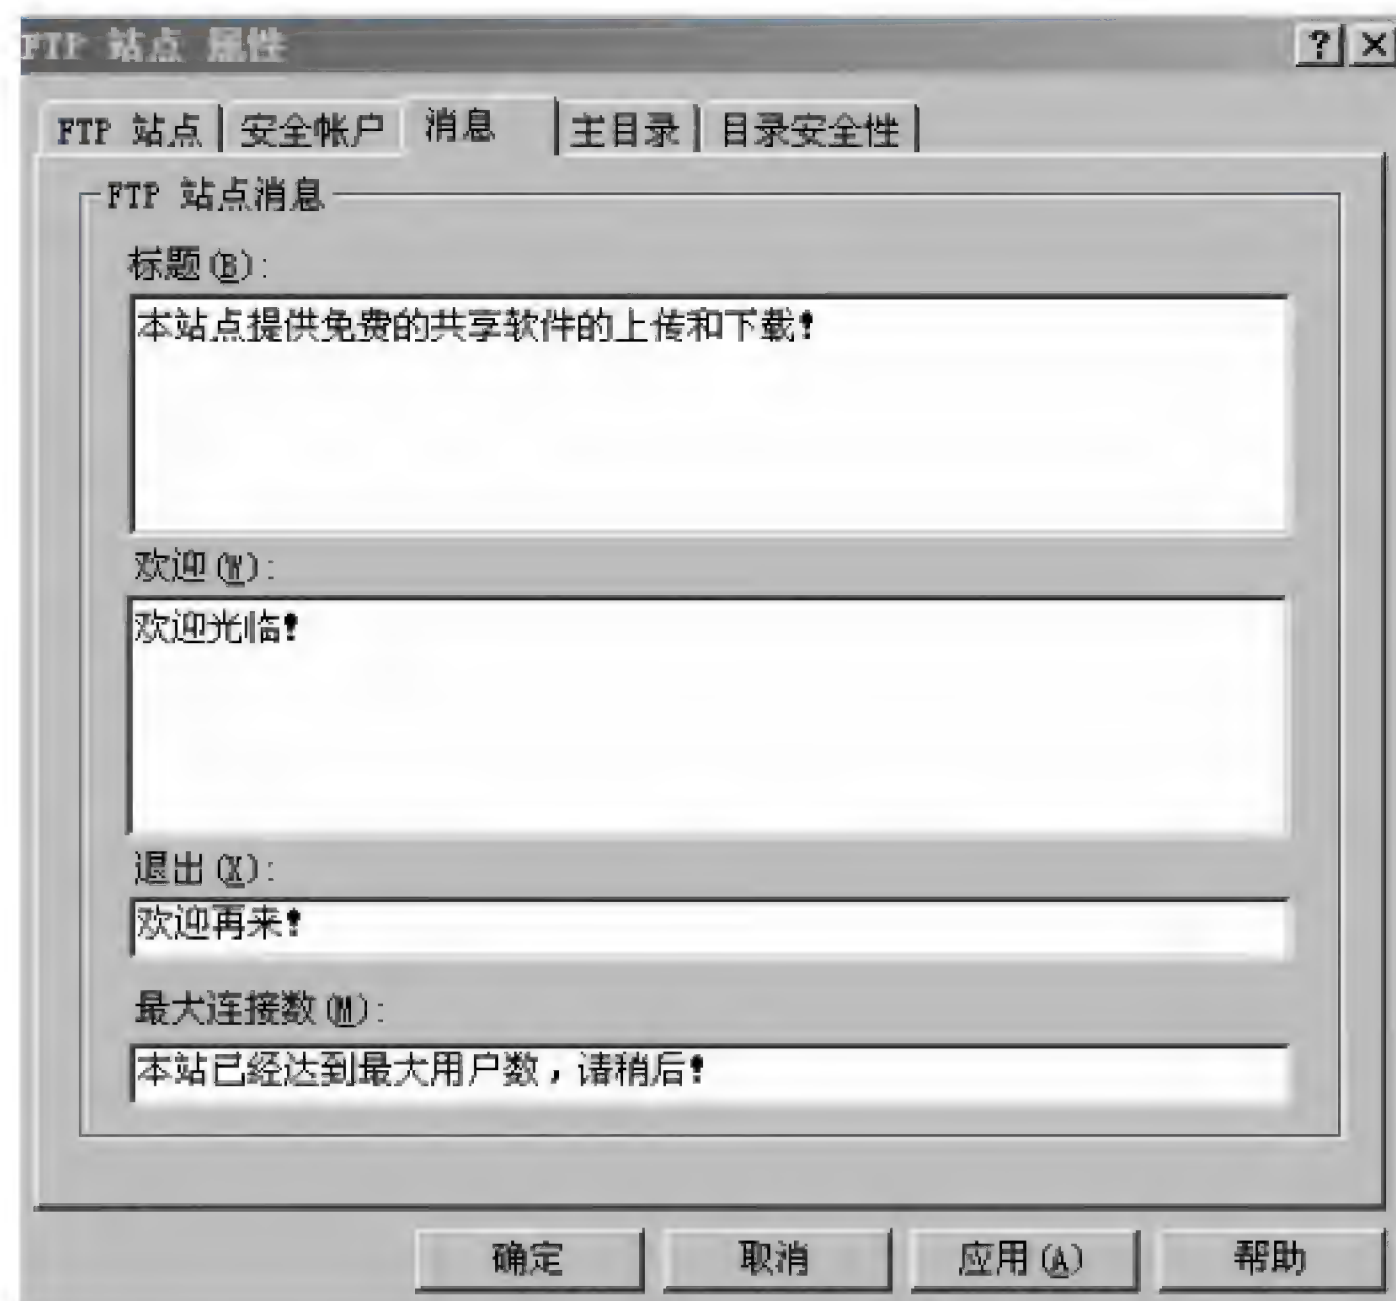 FTP 站点 属性
FTP 站点 安全帐户 消息 主目录 目录安全性
FTP 站点消息
标题(B):
本站点提供免费的共享软件的上传和下载!
欢迎(W):
欢迎光临!
退出(X):
欢迎再来!
最大连接数(M):
本站已经达到最大用户数,请稍后!
确定 取消 应用(A) 帮助